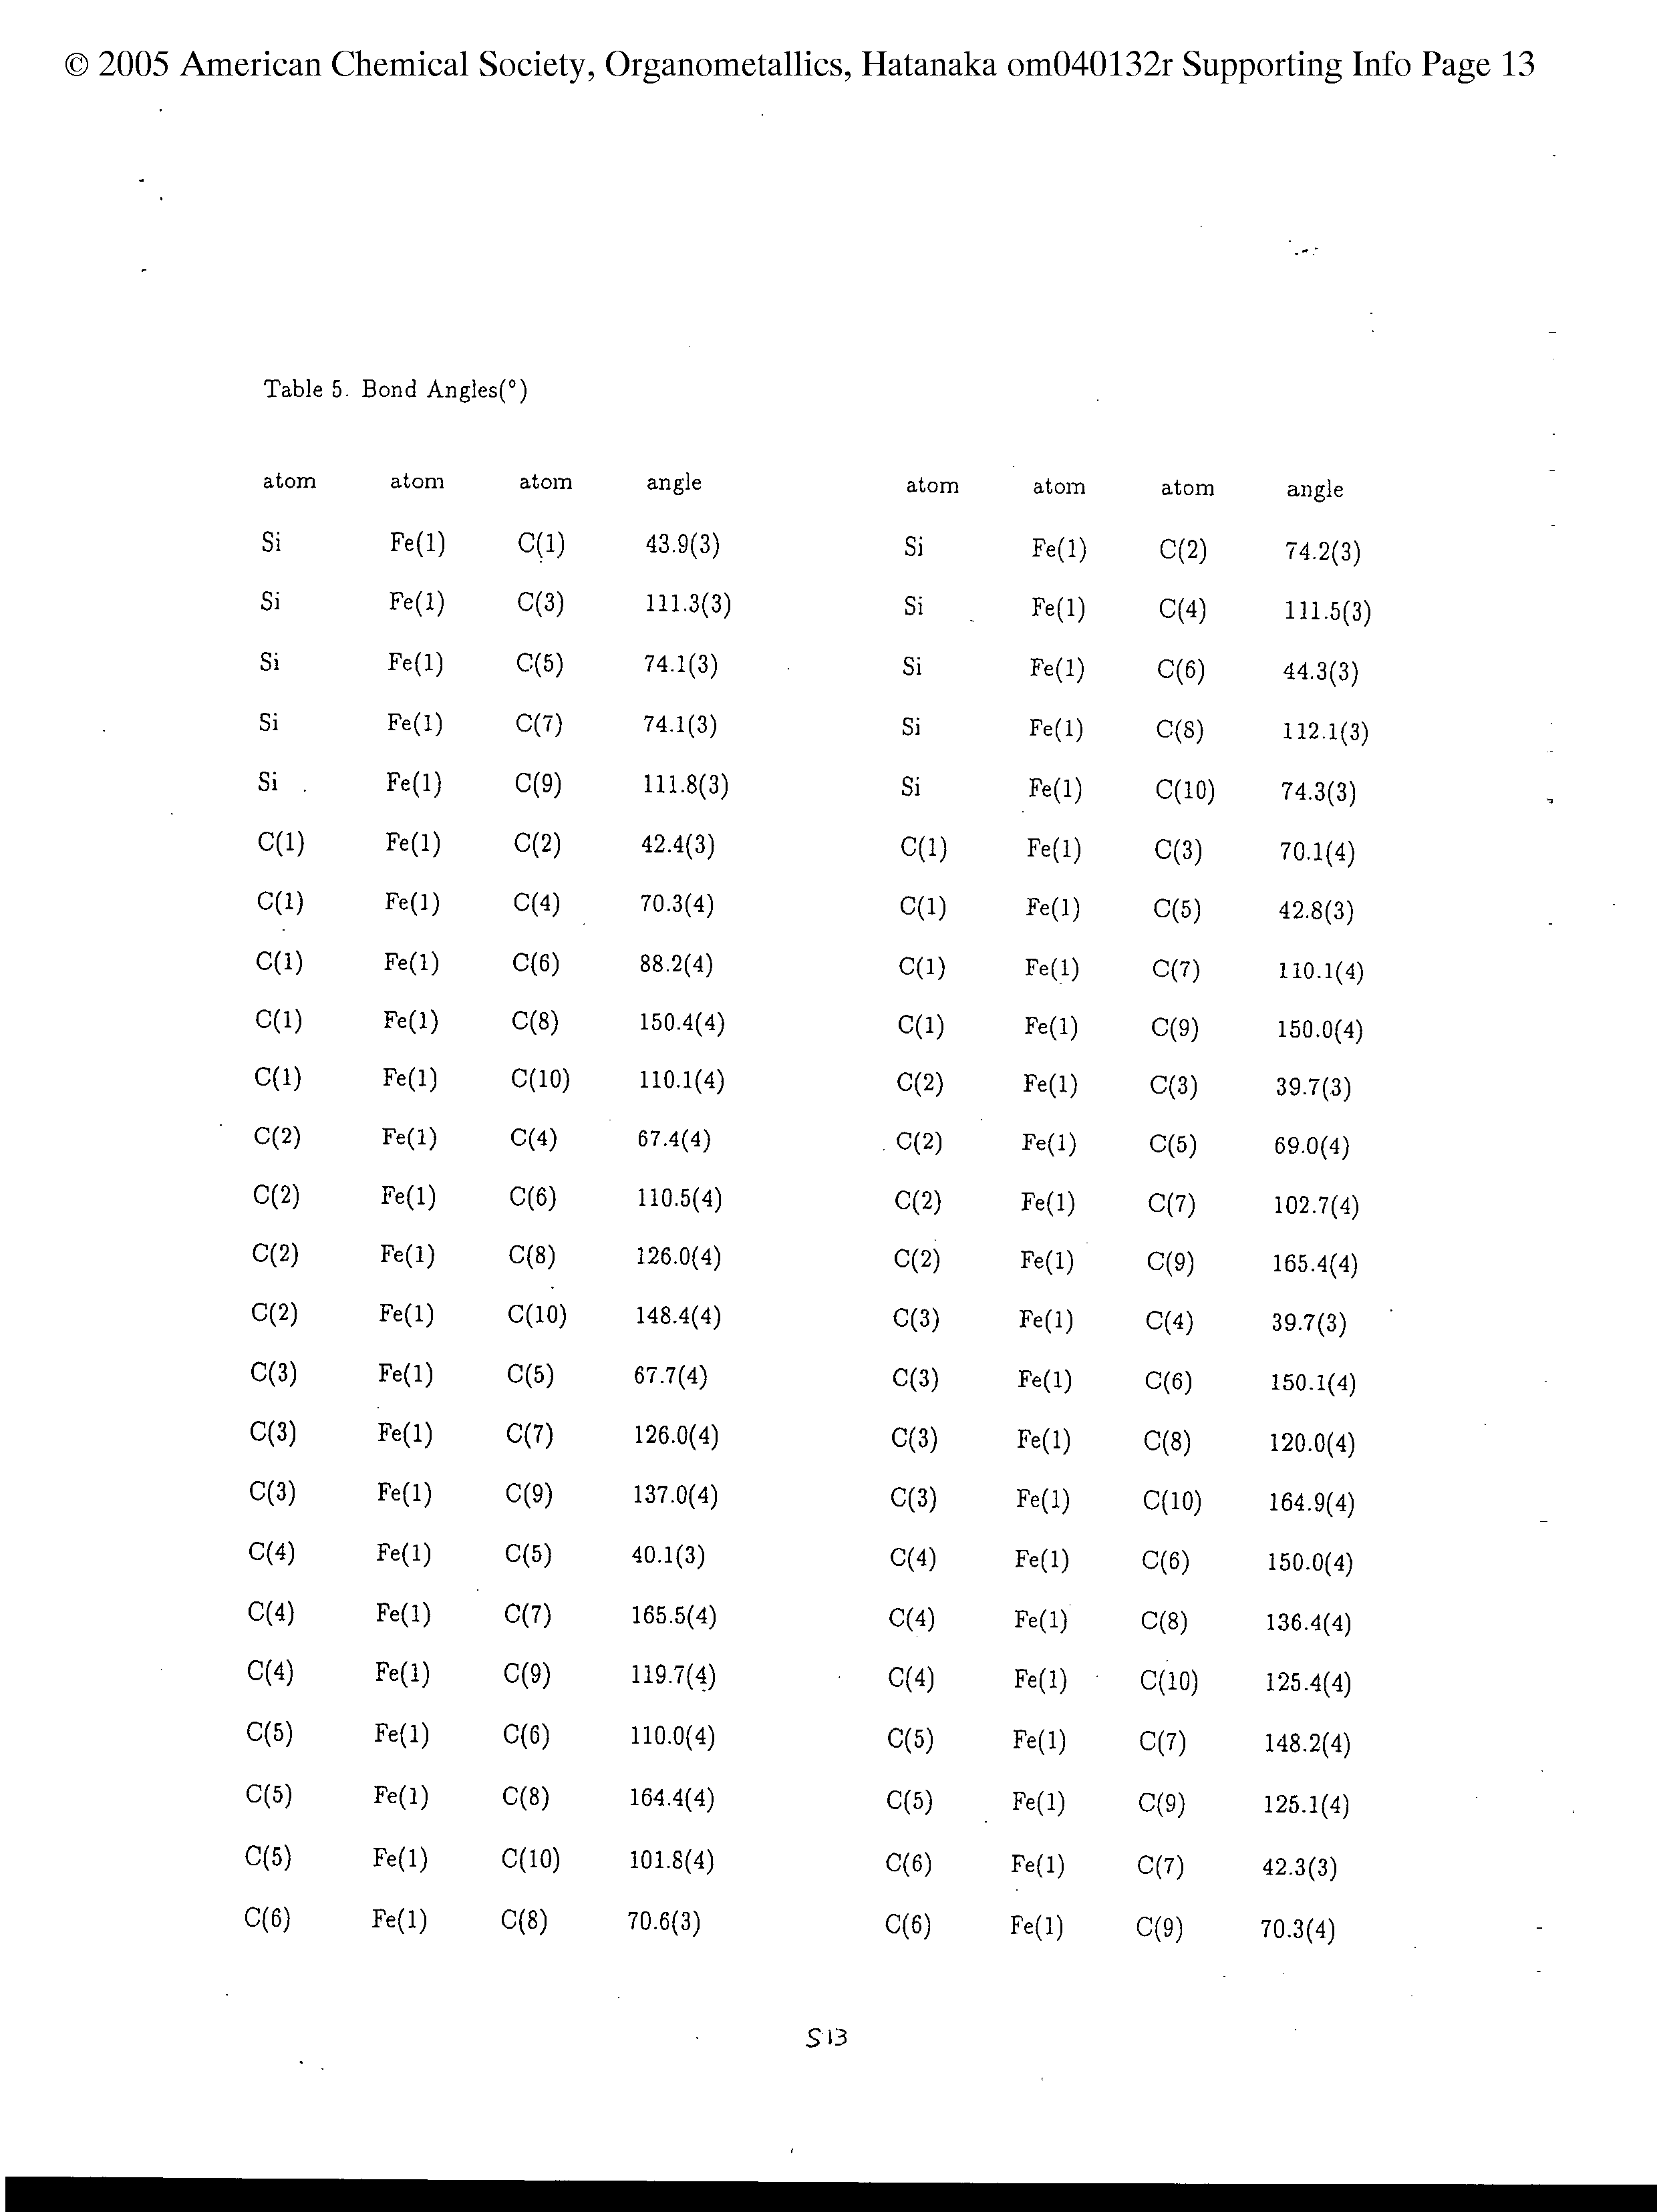 © 2005 American Chemical Society, Organometallics, Hatanaka om040132r Supporting Info Page 13
Table 5. Bond Angles(°)
atom atom atom angle atom atom atom angle
Si Fe(1) C(1) 43.9(3) Si Fe(1) C(2) 74.2(3)
Si Fe(1) C(3) 111.3(3) Si Fe(1) C(4) 111.5(3)
Si Fe(1) C(5) 74.1(3) Si Fe(1) C(6) 44.3(3)
Si Fe(1) C(7) 74.1(3) Si Fe(1) C(8) 112.1(3)
Si Fe(1) C(9) 111.8(3) Si Fe(1) C(10) 74.3(3)
C(1) Fe(1) C(2) 42.4(3) C(1) Fe(1) C(3) 70.1(4)
C(1) Fe(1) C(4) 70.3(4) C(1) Fe(1) C(5) 42.8(3)
C(1) Fe(1) C(6) 88.2(4) C(1) Fe(1) C(7) 110.1(4)
C(1) Fe(1) C(8) 150.4(4) C(1) Fe(1) C(9) 150.0(4)
C(1) Fe(1) C(10) 110.1(4) C(2) Fe(1) C(3) 39.7(3)
C(2) Fe(1) C(4) 67.4(4) C(2) Fe(1) C(5) 69.0(4)
C(2) Fe(1) C(6) 110.5(4) C(2) Fe(1) C(7) 102.7(4)
C(2) Fe(1) C(8) 126.0(4) C(2) Fe(1) C(9) 165.4(4)
C(2) Fe(1) C(10) 148.4(4) C(3) Fe(1) C(4) 39.7(3)
C(3) Fe(1) C(5) 67.7(4) C(3) Fe(1) C(6) 150.1(4)
C(3) Fe(1) C(7) 126.0(4) C(3) Fe(1) C(8) 120.0(4)
C(3) Fe(1) C(9) 137.0(4) C(3) Fe(1) C(10) 164.9(4)
C(4) Fe(1) C(5) 40.1(3) C(4) Fe(1) C(6) 150.0(4)
C(4) Fe(1) C(7) 165.5(4) C(4) Fe(1) C(8) 136.4(4)
C(4) Fe(1) C(9) 119.7(4) C(4) Fe(1) C(10) 125.4(4)
C(5) Fe(1) C(6) 110.0(4) C(5) Fe(1) C(7) 148.2(4)
C(5) Fe(1) C(8) 164.4(4) C(5) Fe(1) C(9) 125.1(4)
C(5) Fe(1) C(10) 101.8(4) C(6) Fe(1) C(7) 42.3(3)
C(6) Fe(1) C(8) 70.6(3) C(6) Fe(1) C(9) 70.3(4)
S13